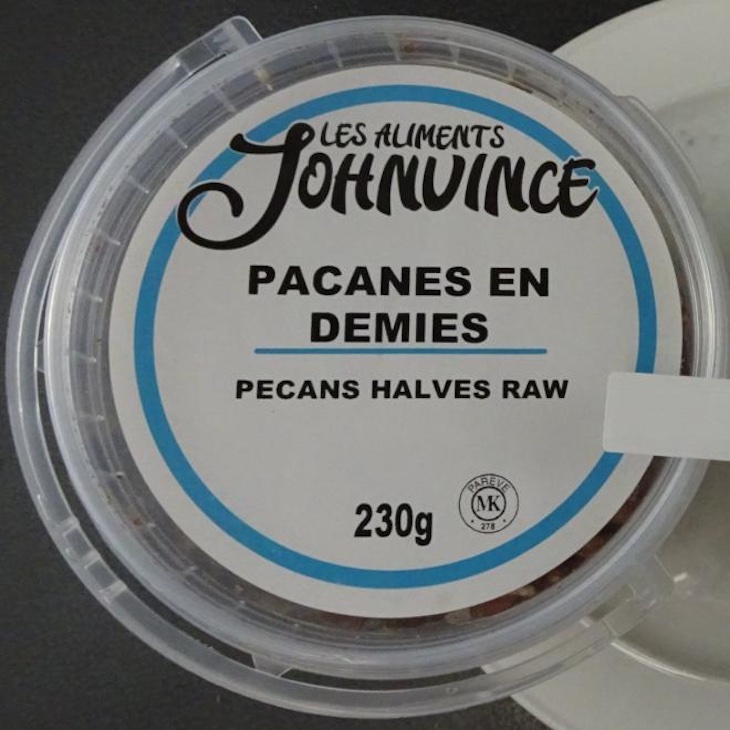 LES ALIMENTS
JOHNVINCE
PACANES EN
DEMIES
PECANS HALVES RAW
230g
PAREVE
MK
278